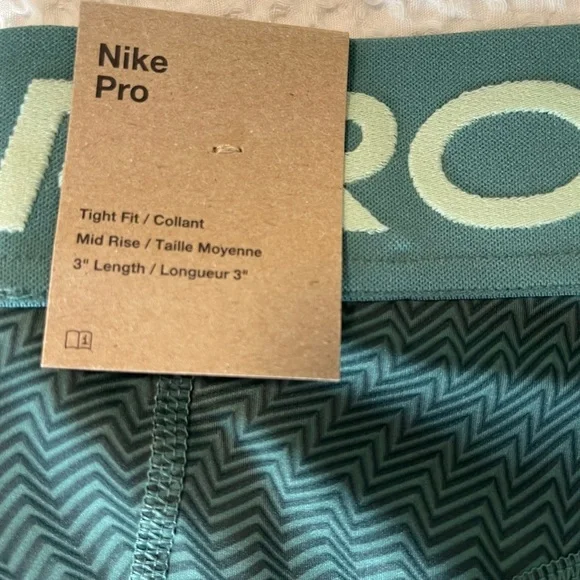 Nike
Pro
RO
Tight Fit / Collant
Mid Rise / Taille Moyenne
3" Length / Longueur 3"